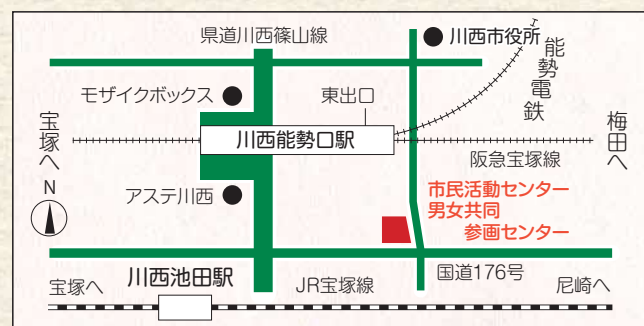 県道川西篠山線
川西市役所
能勢電鉄
モザイクボックス
東出口
宝塚へ
川西能勢口駅
梅田へ
阪急宝塚線
N
アステ川西
市民活動センター
男女共同
参画センター
川西池田駅
国道176号
宝塚へ
JR宝塚線
尼崎へ